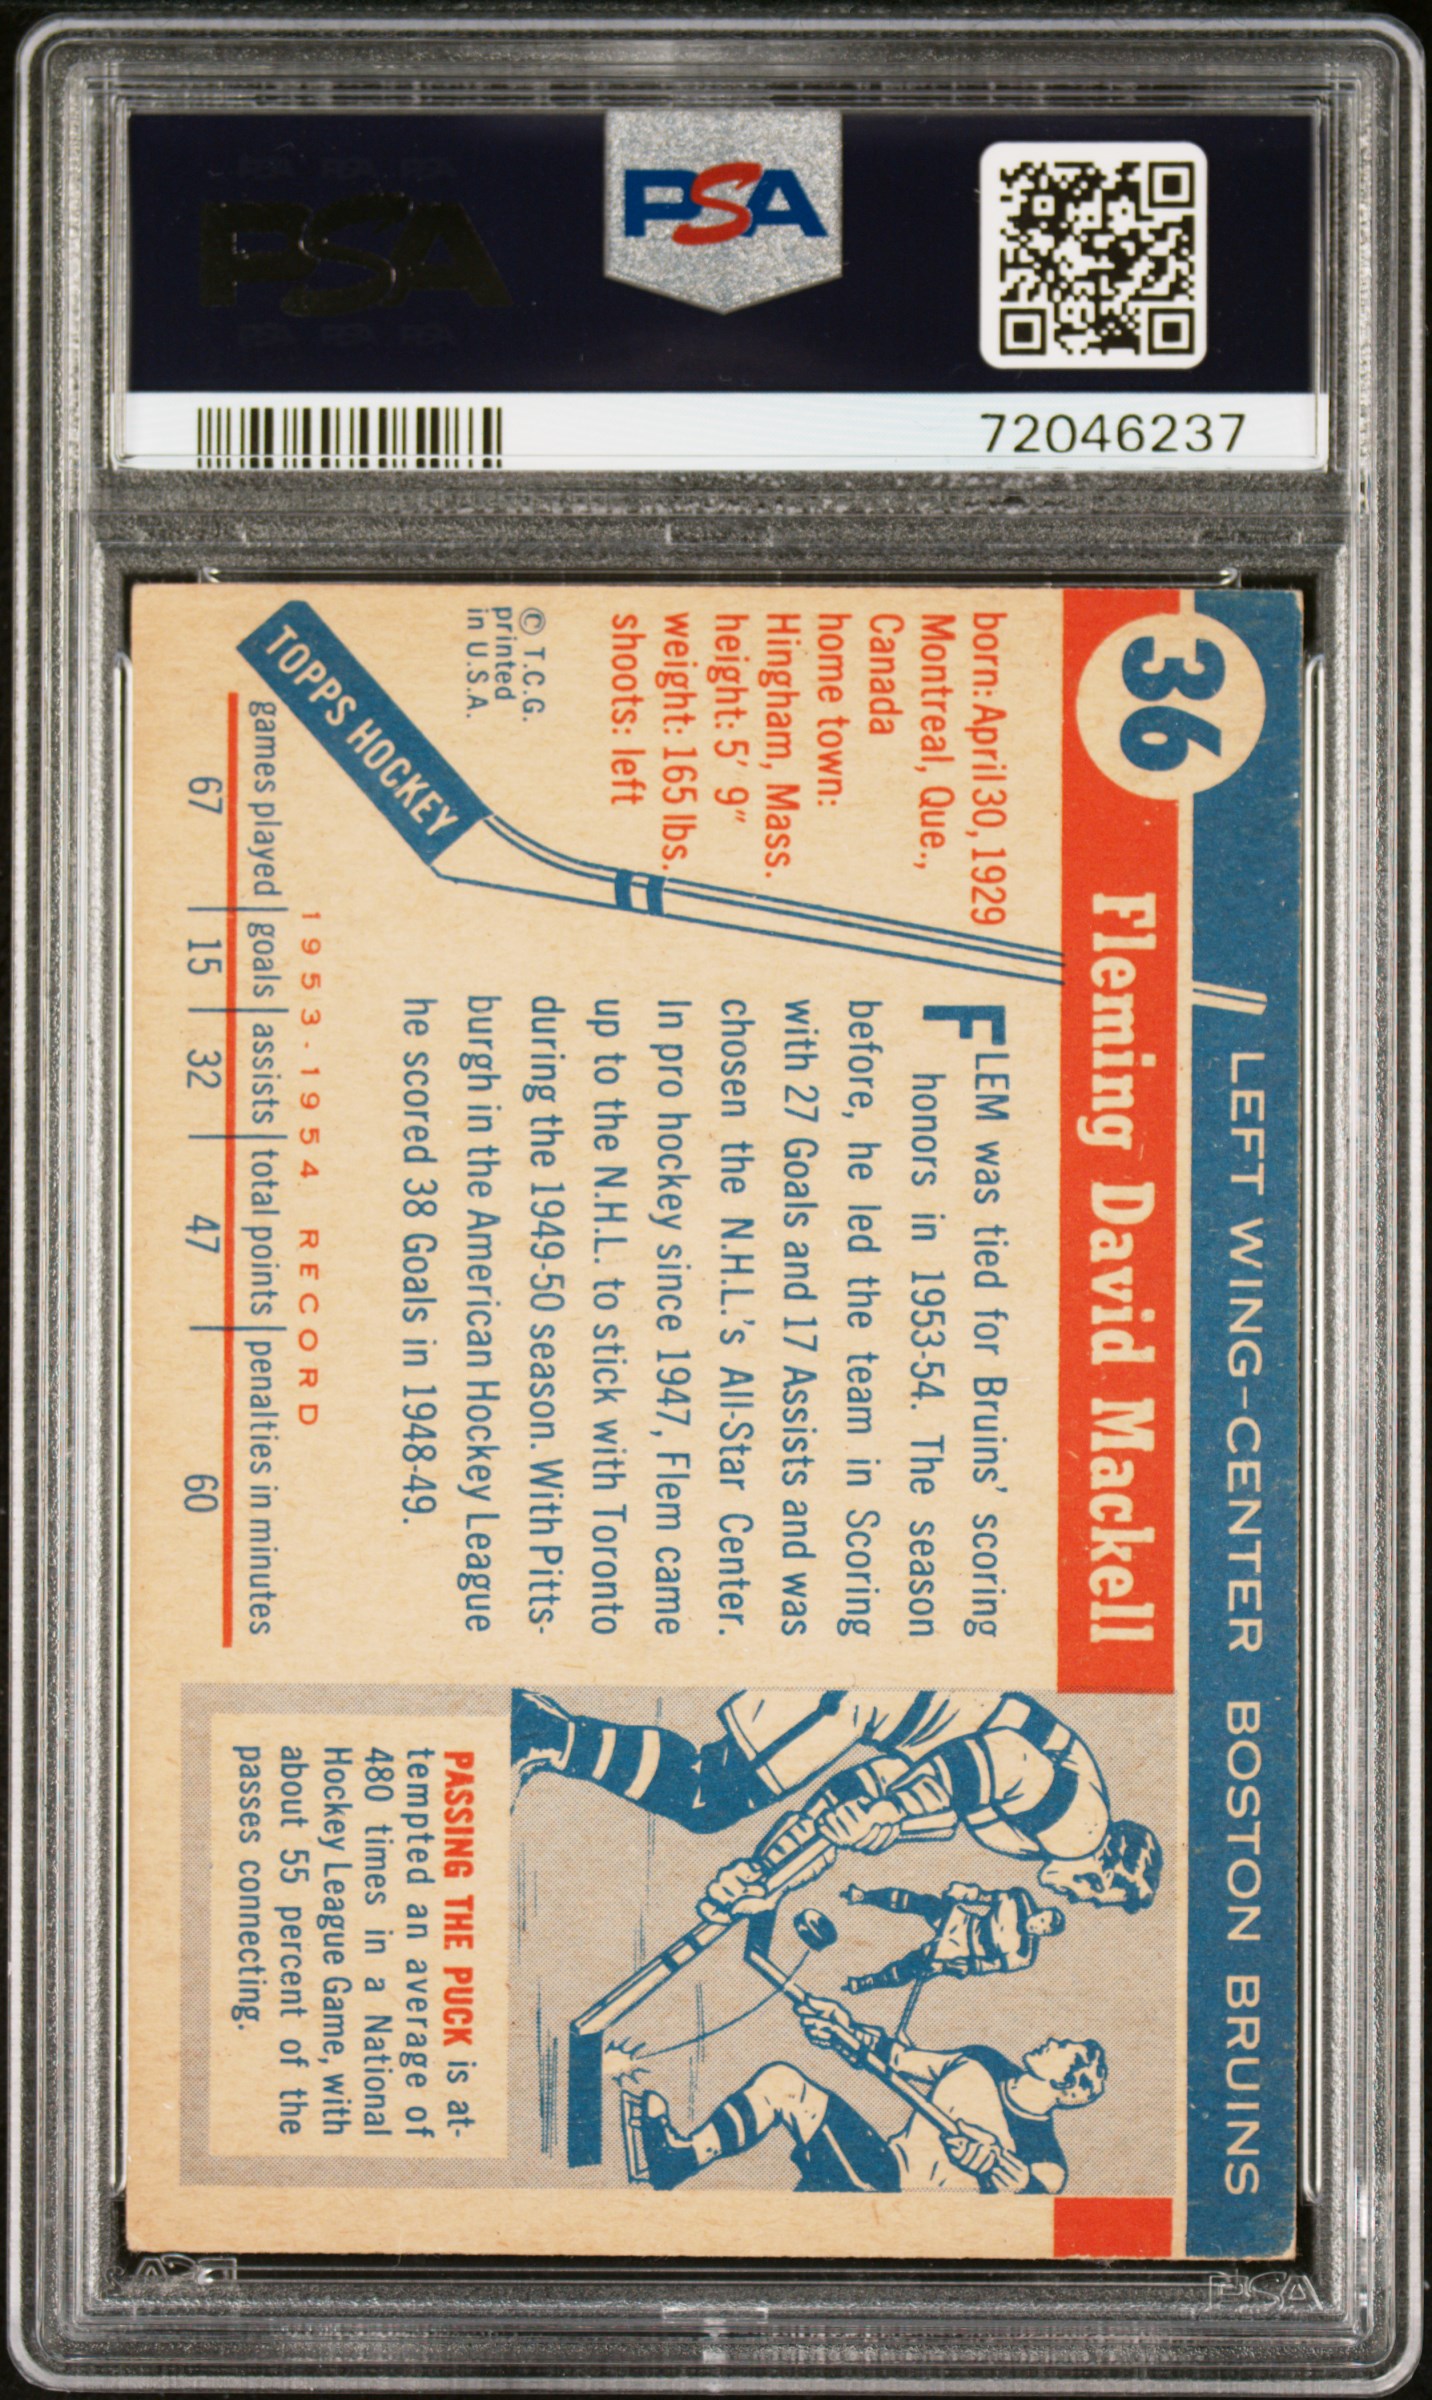 PSA
72046237
36
LEFT WING-CENTER BOSTON BRUINS
Fleming David Mackell
born: April 30, 1929
Montreal, Que.,
Canada
home town:
Hingham, Mass.
height: 5' 9"
weight: 165 lbs.
shoots: left
© T.C.G.
printed
in U.S.A.
TOPPS HOCKEY
FLEM was tied for Bruins' scoring
honors in 1953-54. The season
before, he led the team in Scoring
with 27 Goals and 17 Assists and was
chosen the N.H.L.'s All-Star Center.
In pro hockey since 1947, Flem came
up to the N.H.L. to stick with Toronto
during the 1949-50 season. With Pitts-
burgh in the American Hockey League
he scored 38 Goals in 1948-49.
1953-1954 RECORD
games played | goals | assists | total points | penalties in minutes
67 | 15 | 32 | 47 | 60
PASSING THE PUCK is at-
tempted an average of
480 times in a National
Hockey League Game, with
about 55 percent of the
passes connecting.
PSA
PSA